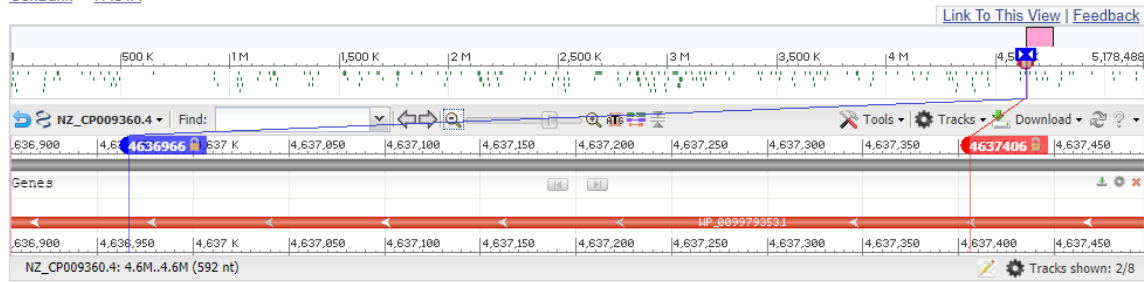 Link To This View | Feedback
500 K 1 M 1,500 K 2 M 2,500 K 3 M 3,500 K 4 M 5,178,488
NZ_CP009360.4 Find: ATG Tools Tracks Download ?
,636,900 4636966 637 K 4,637,050 4,637,100 4,637,150 4,637,200 4,637,250 4,637,300 4,637,350 4637406 4,637,450
Genes
WP_009979353.1
,636,900 4,636,950 4,637 K 4,637,050 4,637,100 4,637,150 4,637,200 4,637,250 4,637,300 4,637,350 4,637,400 4,637,450
NZ_CP009360.4: 4.6M..4.6M (592 nt) Tracks shown: 2/8